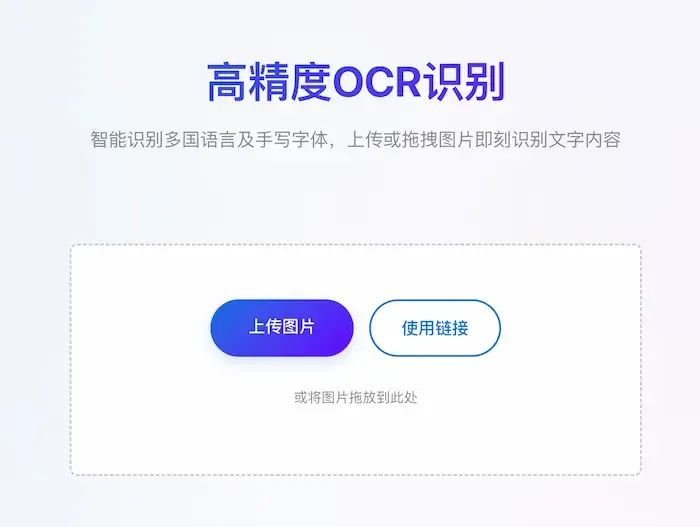 高精度OCR识别
智能识别多国语言及手写字体，上传或拖拽图片即刻识别文字内容
上传图片
使用链接
或将图片拖放到此处